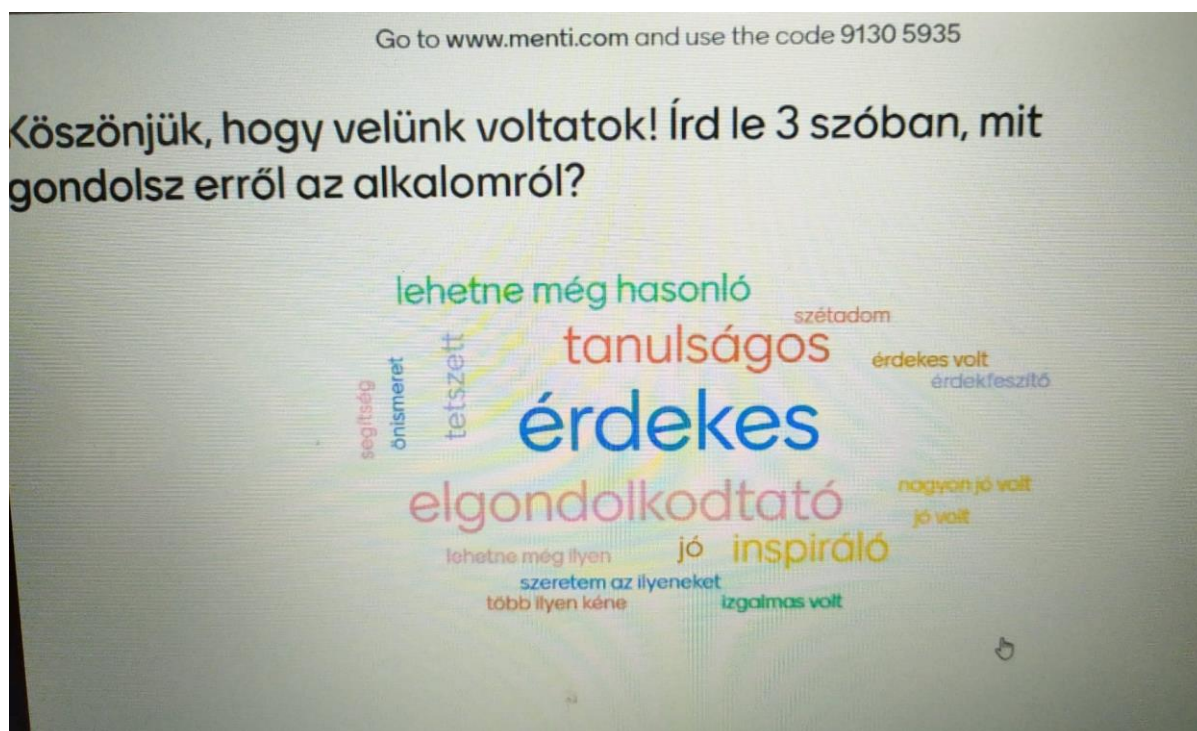 Go to www.menti.com and use the code 9130 5935
Köszönjük, hogy velünk voltatok! Írd le 3 szóban, mit
gondolsz erről az alkalomról?
lehetne még hasonló
szétadom
tanulságos
érdekes volt
érdekfeszítő
segítség
önismeret
tetszett
érdekes
elgondolkodtató
nagyon jó volt
jó volt
lehetne még ilyen
jó
inspiráló
szeretem az ilyeneket
több ilyen kéne
izgalmas volt